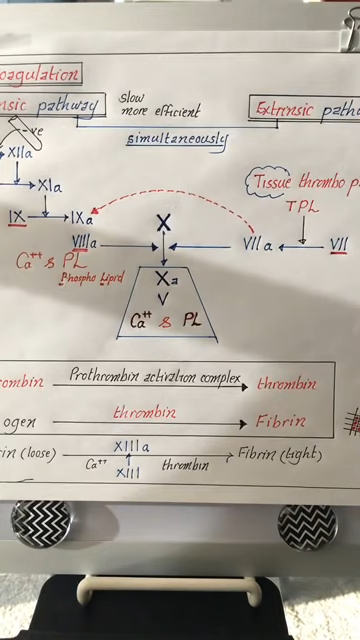 oagulation
nsic pathway
slow
more efficient
Extrinsic pathw
simultaneously
-ve
XIIa
XIa
IX IXa
VIIIa
Ca++ & PL
Phospho Lipid
X
Xa
V
Ca++ & PL
Tissue thrombo p
TPL
VIIa VII
ombin Prothrombin activation complex thrombin
ogen thrombin Fibrin
rin (loose) XIIIa Fibrin (tight)
Ca++ XIII thrombin